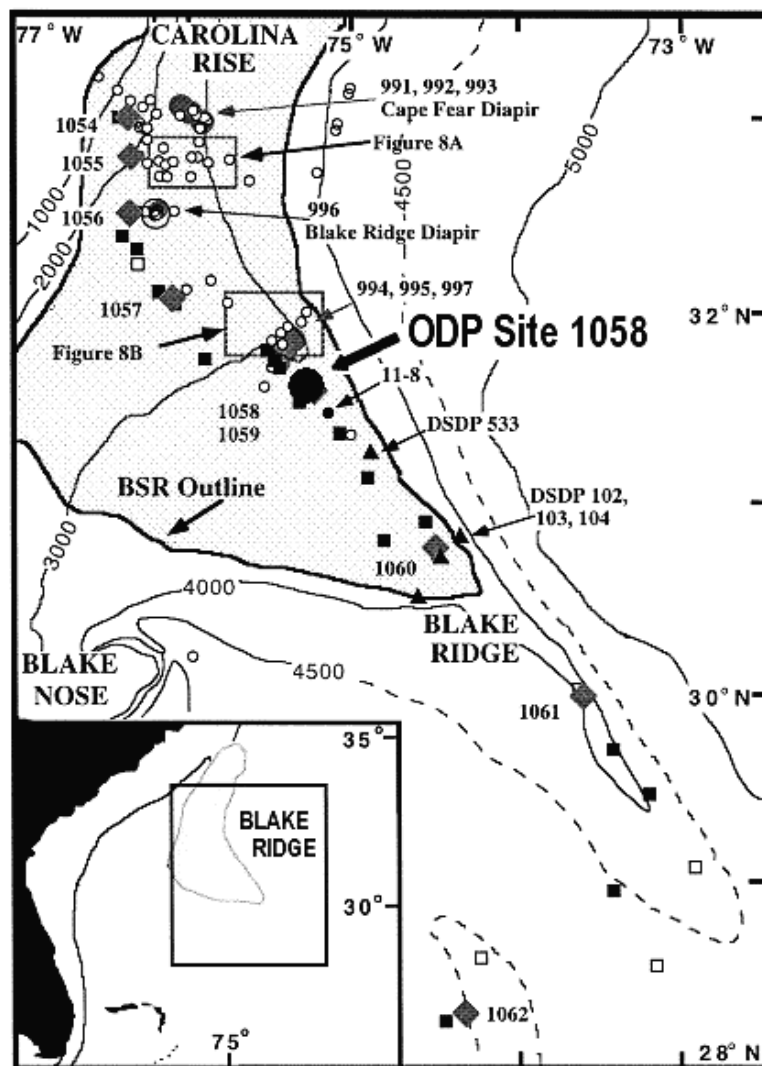 77° W
CAROLINA
RISE
75° W
73° W
991, 992, 993
Cape Fear Diapir
1054
Figure 8A
1055
5000
4500
1000
1056
996
Blake Ridge Diapir
2000
994, 995, 997
1057
32° N
ODP Site 1058
Figure 8B
11-8
1058
1059
DSDP 533
BSR Outline
DSDP 102,
103, 104
3000
1060
4000
BLAKE
RIDGE
BLAKE
NOSE
4500
30° N
1061
35°
BLAKE
RIDGE
30°
1062
75°
28° N